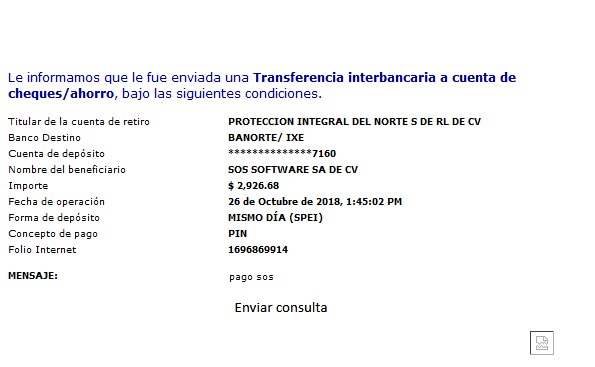 Le informamos que le fue enviada una Transferencia interbancaria a cuenta de
cheques/ahorro, bajo las siguientes condiciones.
Titular de la cuenta de retiro PROTECCION INTEGRAL DEL NORTE S DE RL DE CV
Banco Destino BANORTE/ IXE
Cuenta de depósito **************7160
Nombre del beneficiario SOS SOFTWARE SA DE CV
Importe $ 2,926.68
Fecha de operación 26 de Octubre de 2018, 1:45:02 PM
Forma de depósito MISMO DÍA (SPEI)
Concepto de pago PIN
Folio Internet 1696869914
MENSAJE: pago sos
Enviar consulta